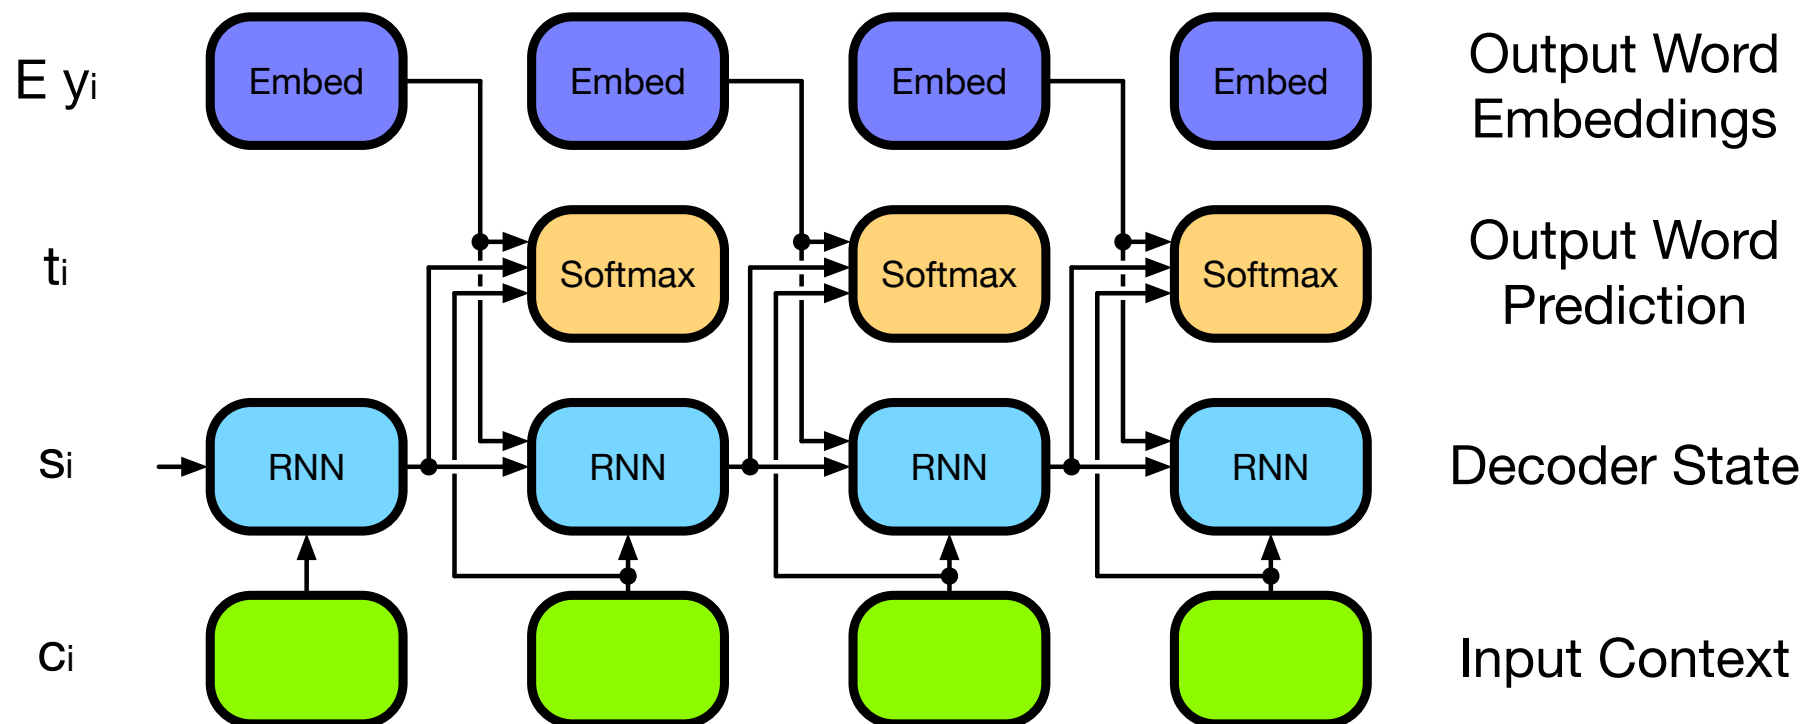 E yi
Embed
Embed
Embed
Embed
Output Word
Embeddings
ti
Softmax
Softmax
Softmax
Output Word
Prediction
si
RNN
RNN
RNN
RNN
Decoder State
ci
Input Context